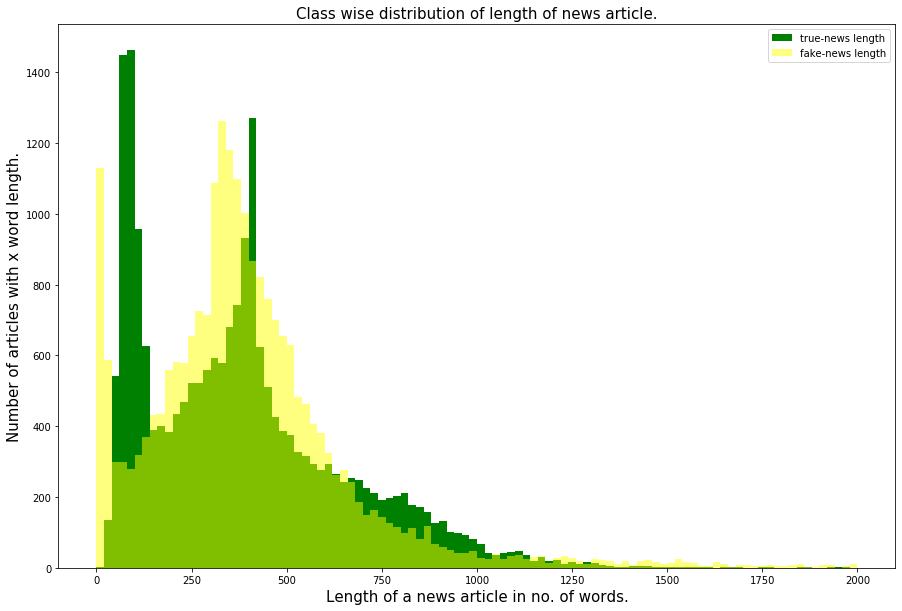 Class wise distribution of length of news article.
true-news length
fake-news length
Number of articles with x word length.
1400
1200
1000
800
600
400
200
0
0 250 500 750 1000 1250 1500 1750 2000
Length of a news article in no. of words.